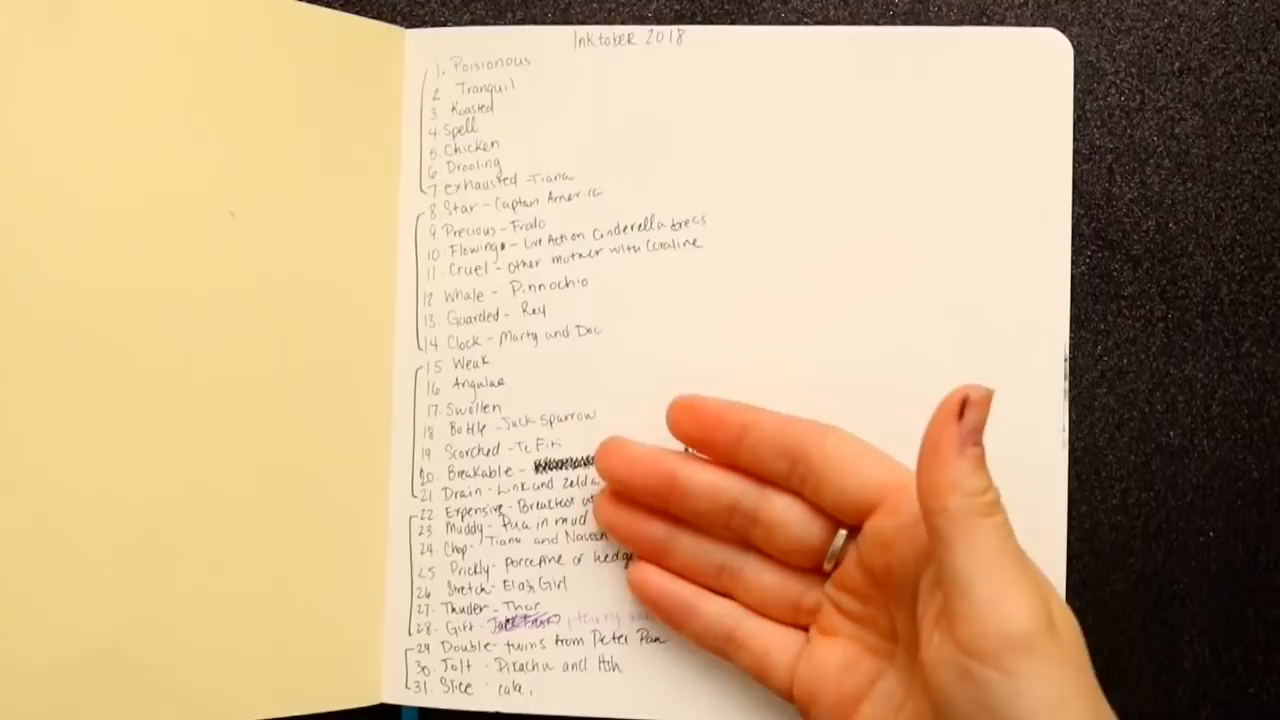 Inktober 2018
1. Poisionous
2 Tranquil
3 Roasted
4. Spell
5. Chicken
6. Drooling
7. exhausted - Tiana
8. Star - Captain America
9 Precious - Frodo
10. Flowing - Live Action Cinderella
11. Cruel - other mother with Coraline
12. Whale - Pinnochio
13. Guarded - Rey
14 Clock - Marty and Doc
15 Weak
16. Angular
17. Swollen
18 Bottle - Jack Sparrow
19. Scorched - Te Fiti
20. Breakable -
21. Drain - Link and Zelda
22. Expensive - Breakfast at
23. Muddy - Pua in mud
24. Chop - Tiana and Naveen
25. Prickly - porcepine or hedge
26. Stretch - Elastigirl
27. Thuder - Thor
28. Gift - Harry
29. Double - twins from Peter Pan
30. Jolt - Pikachu and Ash
31. Slice - cake,